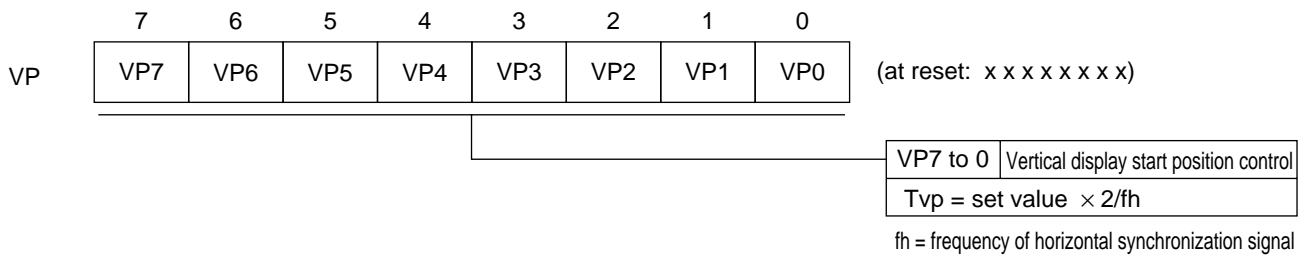 7 6 5 4 3 2 1 0
VP VP7 VP6 VP5 VP4 VP3 VP2 VP1 VP0 (at reset: x x x x x x x x)
VP7 to 0 Vertical display start position control
Tvp = set value × 2/fh
fh = frequency of horizontal synchronization signal